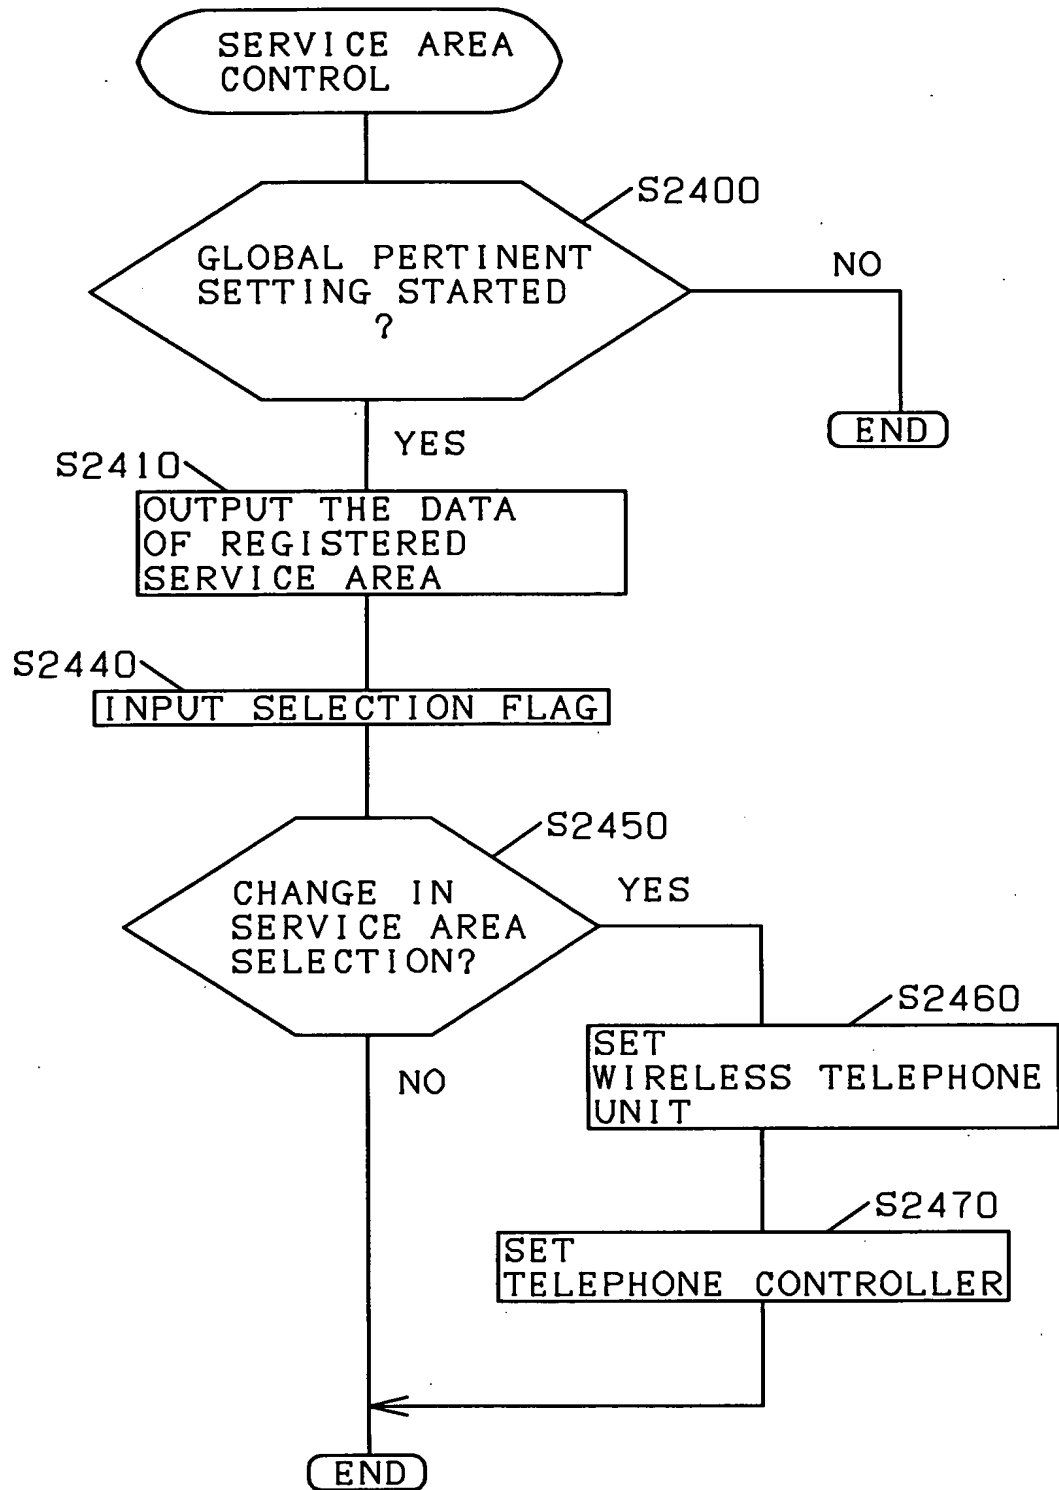 SERVICE AREA
CONTROL
S2400
GLOBAL PERTINENT
SETTING STARTED
?
NO
END
YES
S2410
OUTPUT THE DATA
OF REGISTERED
SERVICE AREA
S2440
INPUT SELECTION FLAG
S2450
CHANGE IN
SERVICE AREA
SELECTION?
YES
S2460
SET
WIRELESS TELEPHONE
UNIT
NO
S2470
SET
TELEPHONE CONTROLLER
END